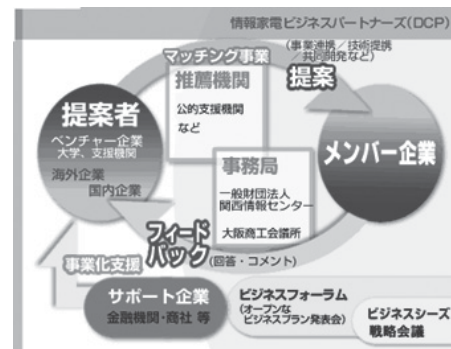 情報家電ビジネスパートナーズ(DCP)
マッチング事業
(事業連携／技術提携
／共同開発など)
提案
推薦機関
公的支援機関
など
提案者
ベンチャー企業
大学、支援機関
海外企業
国内企業
メンバー企業
事務局
一般財団法人
関西情報センター
大阪商工会議所
フィード
バック
(回答・コメント)
事業化支援
サポート企業
金融機関・商社 等
ビジネスフォーラム
(オープンな
ビジネスプラン発表会)
ビジネスシーズ
戦略会議